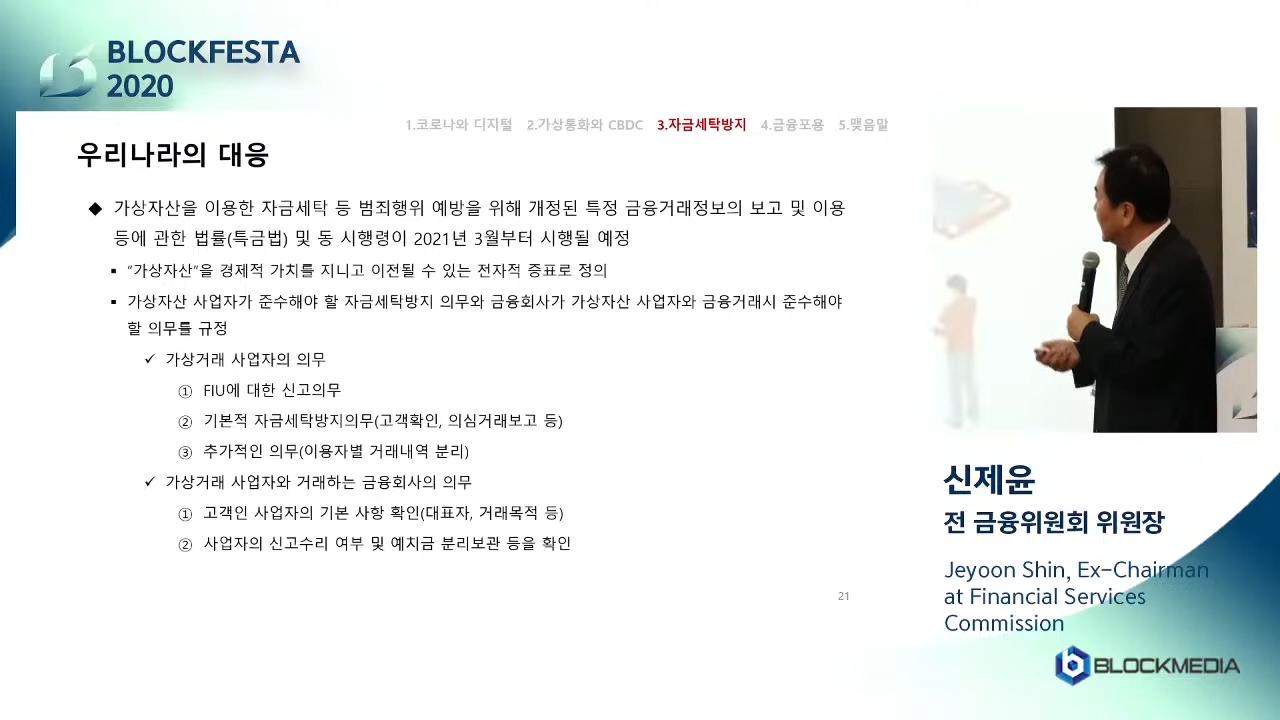 BLOCKFESTA
2020
1.코로나와 디지털 2.가상통화와 CBDC 3.자금세탁방지 4.금융포용 5.맺음말
우리나라의 대응
◆ 가상자산을 이용한 자금세탁 등 범죄행위 예방을 위해 개정된 특정 금융거래정보의 보고 및 이용
등에 관한 법률(특금법) 및 동 시행령이 2021년 3월부터 시행될 예정
▪ “가상자산”을 경제적 가치를 지니고 이전될 수 있는 전자적 증표로 정의
▪ 가상자산 사업자가 준수해야 할 자금세탁방지 의무와 금융회사가 가상자산 사업자와 금융거래시 준수해야
할 의무를 규정
✓ 가상거래 사업자의 의무
① FIU에 대한 신고의무
② 기본적 자금세탁방지의무(고객확인, 의심거래보고 등)
③ 추가적인 의무(이용자별 거래내역 분리)
✓ 가상거래 사업자와 거래하는 금융회사의 의무
① 고객인 사업자의 기본 사항 확인(대표자, 거래목적 등)
② 사업자의 신고수리 여부 및 예치금 분리보관 등을 확인
21
신제윤
전 금융위원회 위원장
Jeyoon Shin, Ex-Chairman
at Financial Services
Commission
BLOCKMEDIA